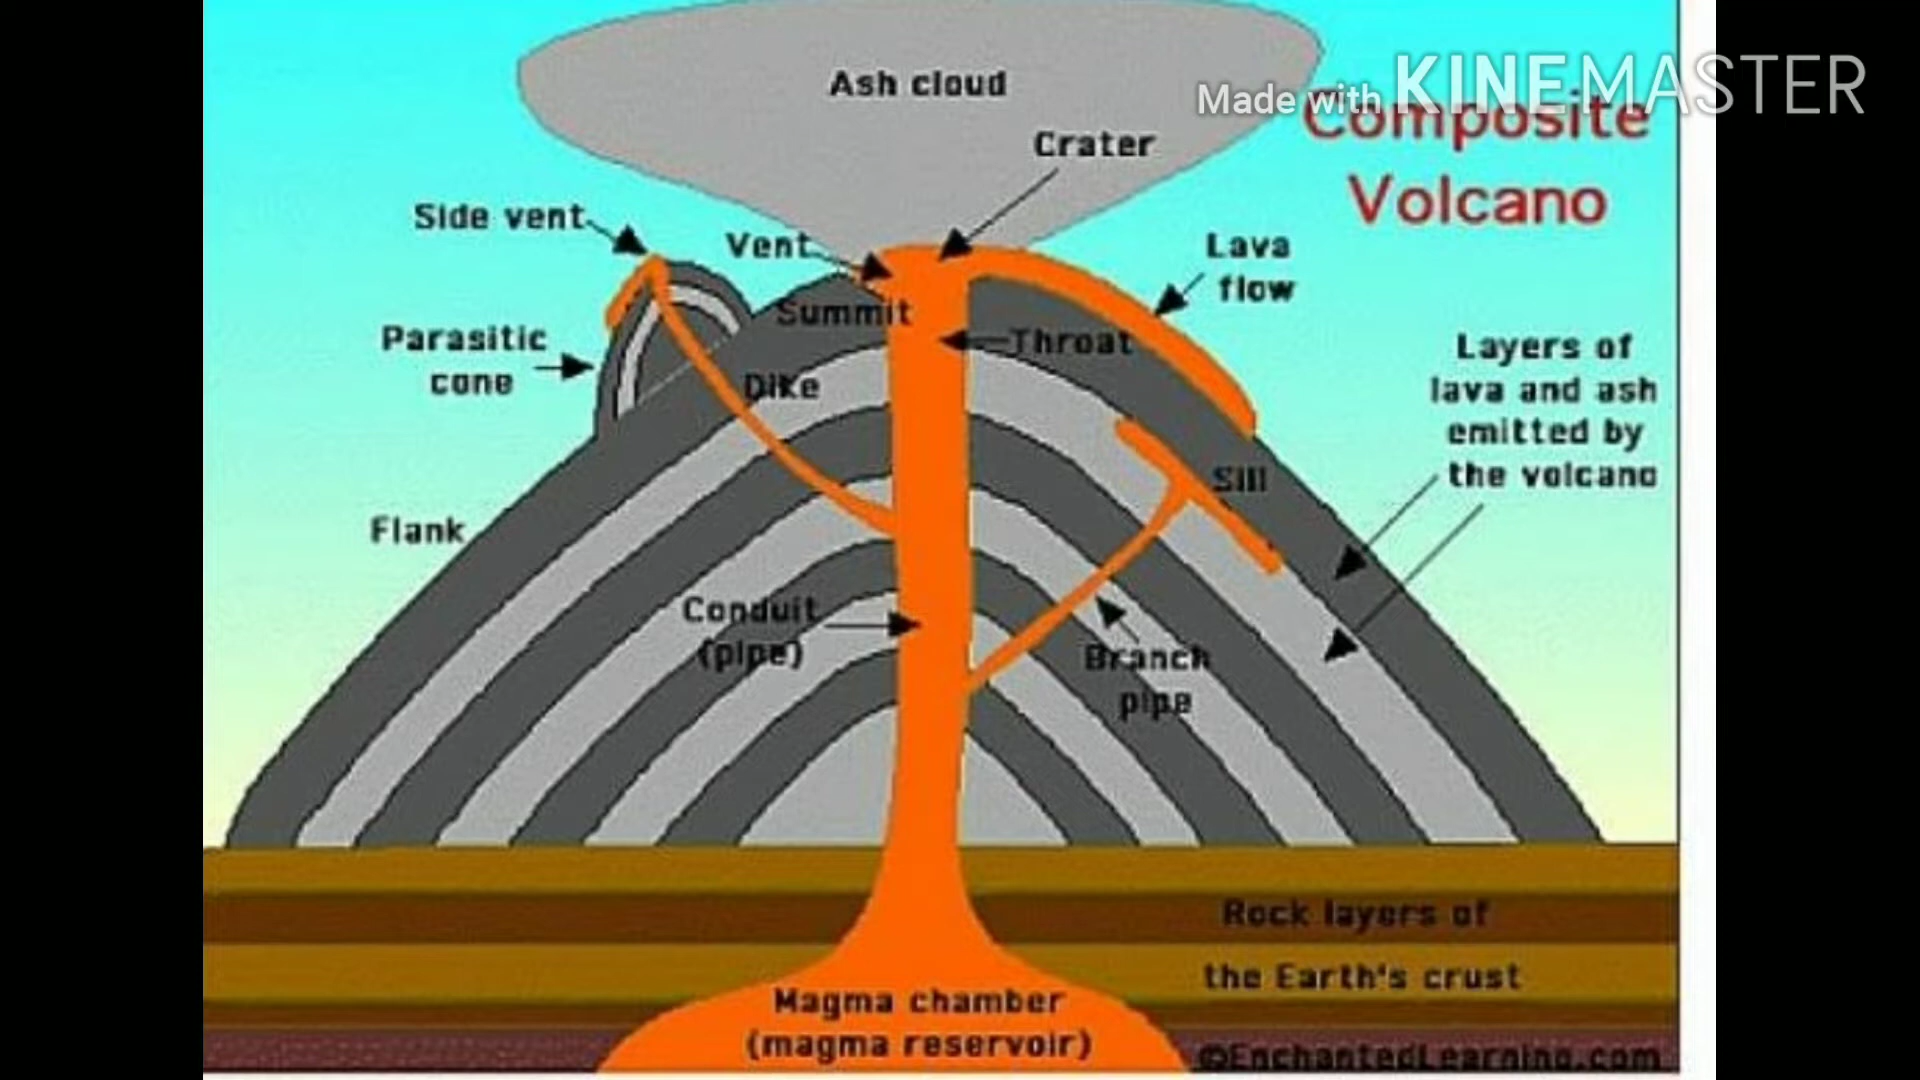 Ash cloud
Made with KINEMASTER
Composite
Volcano
Crater
Side vent
Vent
Lava
flow
Summit
Throat
Parasitic
cone
Dike
Layers of
lava and ash
emitted by
the volcano
Sill
Flank
Conduit
(pipe)
Branch
pipe
Rock layers of
the Earth's crust
Magma chamber
(magma reservoir)
©EnchantedLearning.com